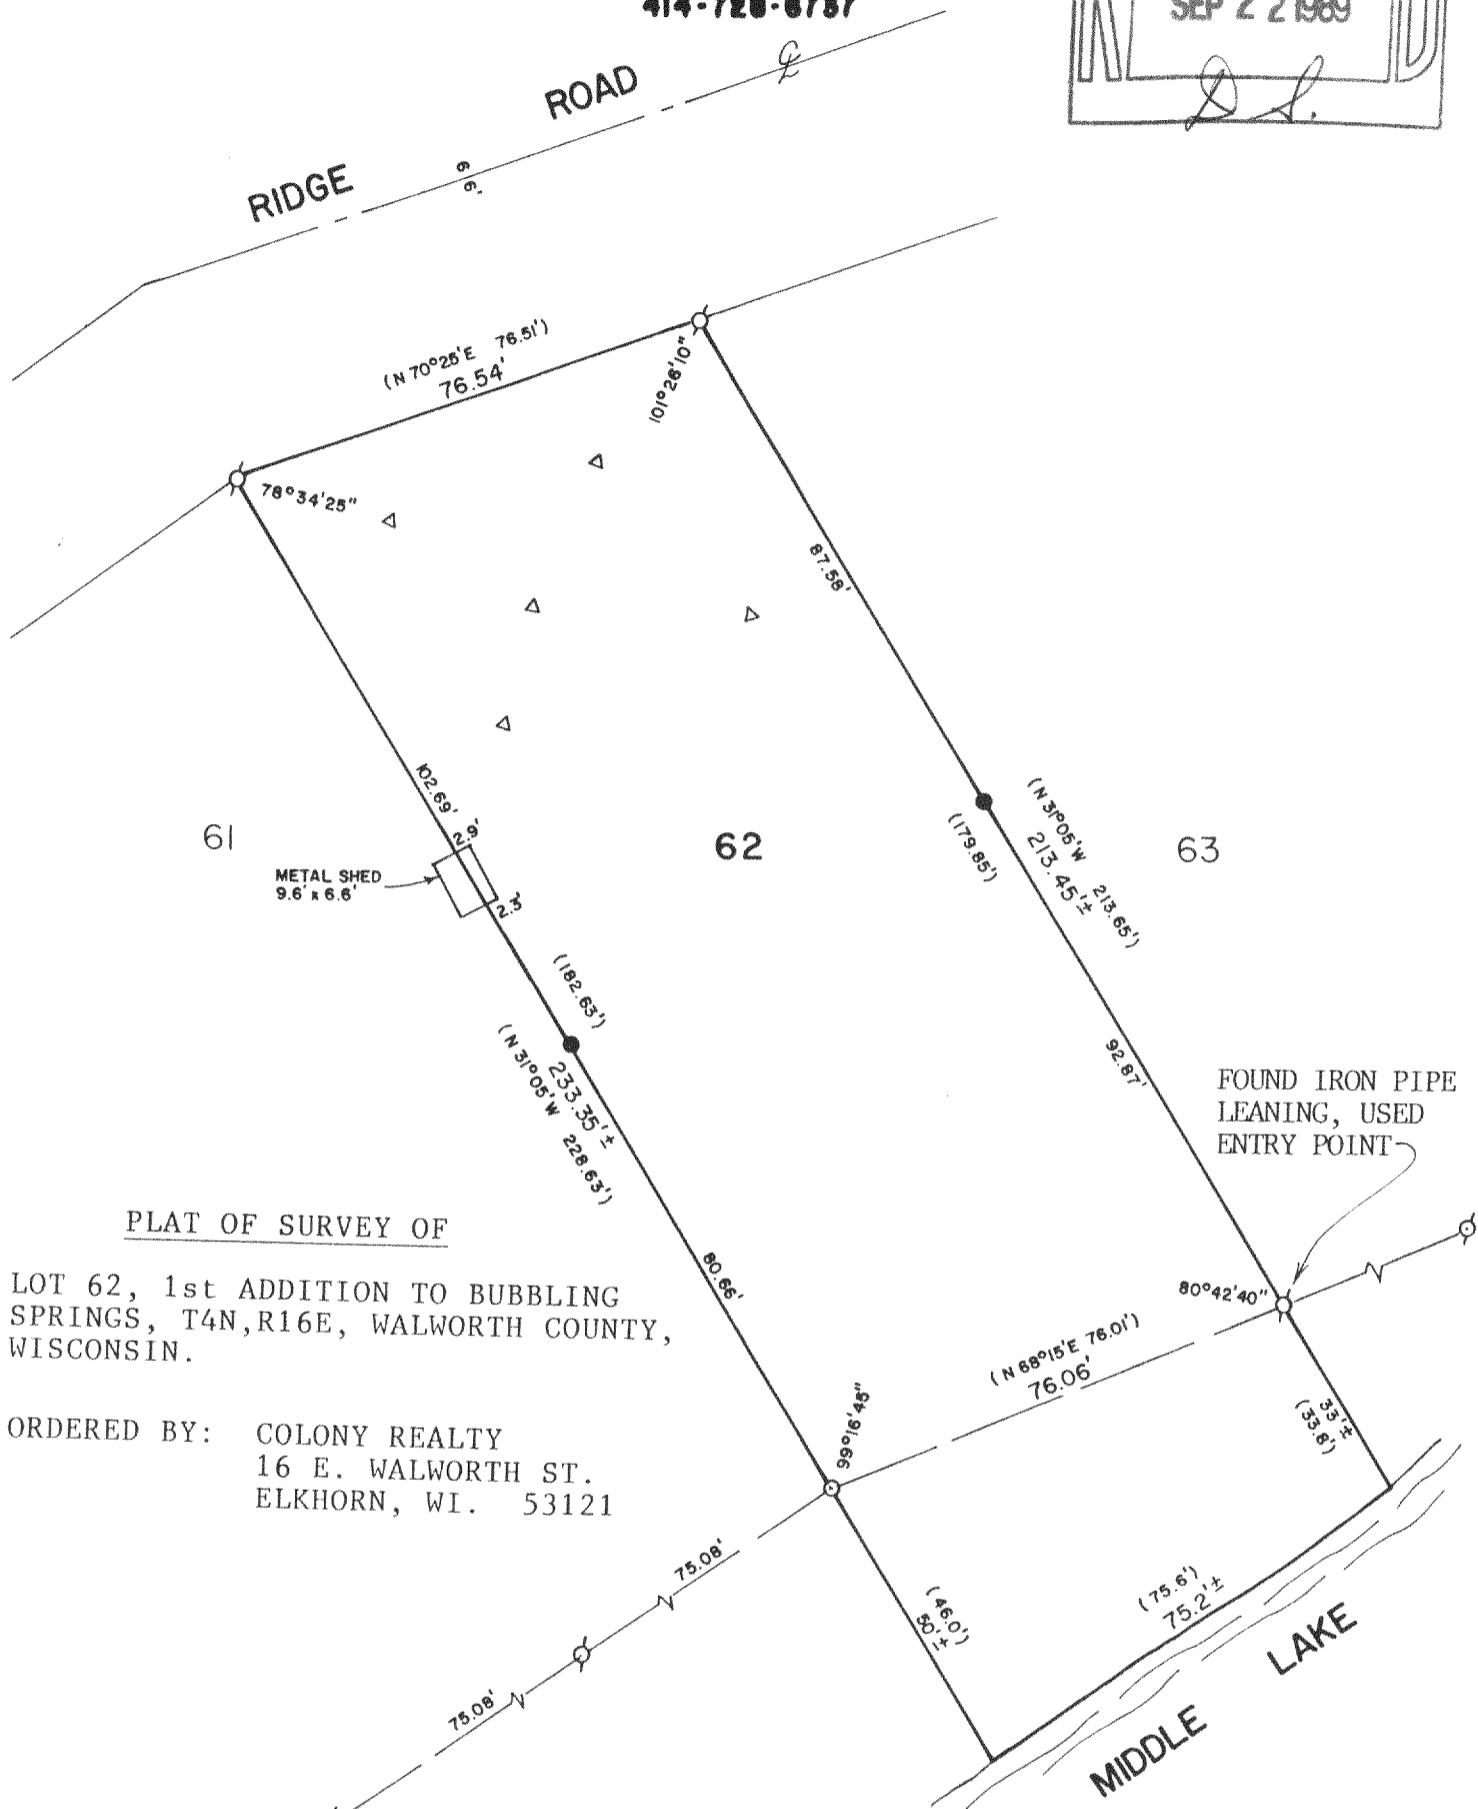 414-728-6757
SEP 22 1989
ROAD
RIDGE
66'
(N 70°25'E 76.51')
76.54'
101°26'10"
78°34'25"
87.58'
102.69'
2.9'
61
62
63
METAL SHED
9.6' x 6.6'
2.3'
(N 31°05'W 213.65')
213.45'±
(179.85')
(182.63')
233.35'±
(N 31°05'W 228.63')
92.87'
FOUND IRON PIPE
LEANING, USED
ENTRY POINT
PLAT OF SURVEY OF
LOT 62, 1st ADDITION TO BUBBLING
SPRINGS, T4N,R16E, WALWORTH COUNTY,
WISCONSIN.
80.66'
80°42'40"
(N 68°15'E 76.01')
76.06'
99°16'45"
33'±
(33.8')
ORDERED BY: COLONY REALTY
16 E. WALWORTH ST.
ELKHORN, WI. 53121
75.08'
(46.0')
50'±
(75.6')
75.2'±
75.08'
MIDDLE LAKE